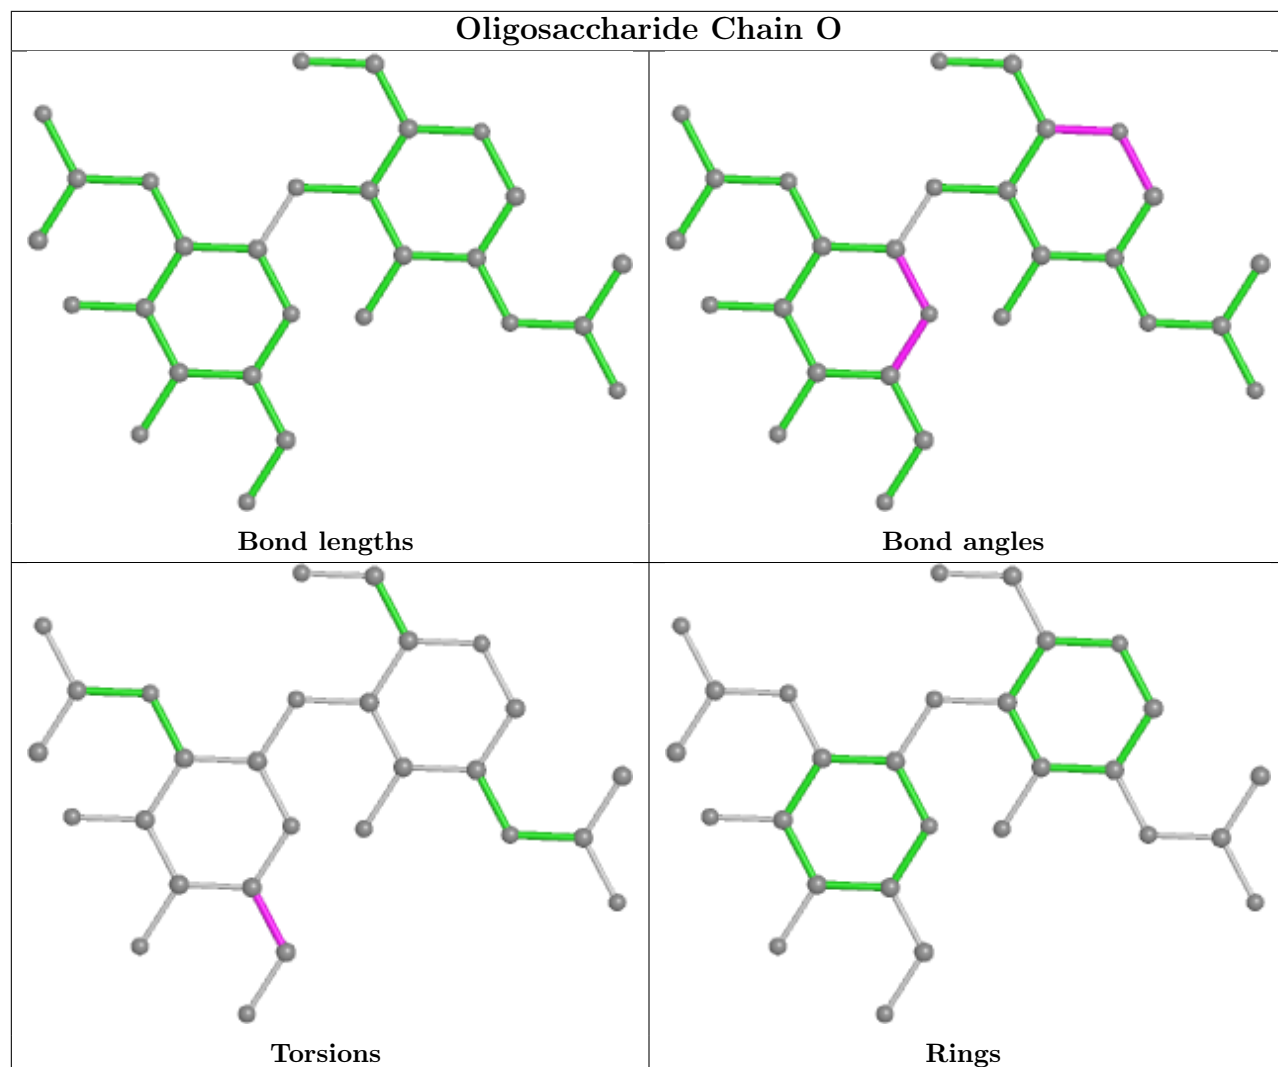 Oligosaccharide Chain O
Bond lengths
Bond angles
Torsions
Rings